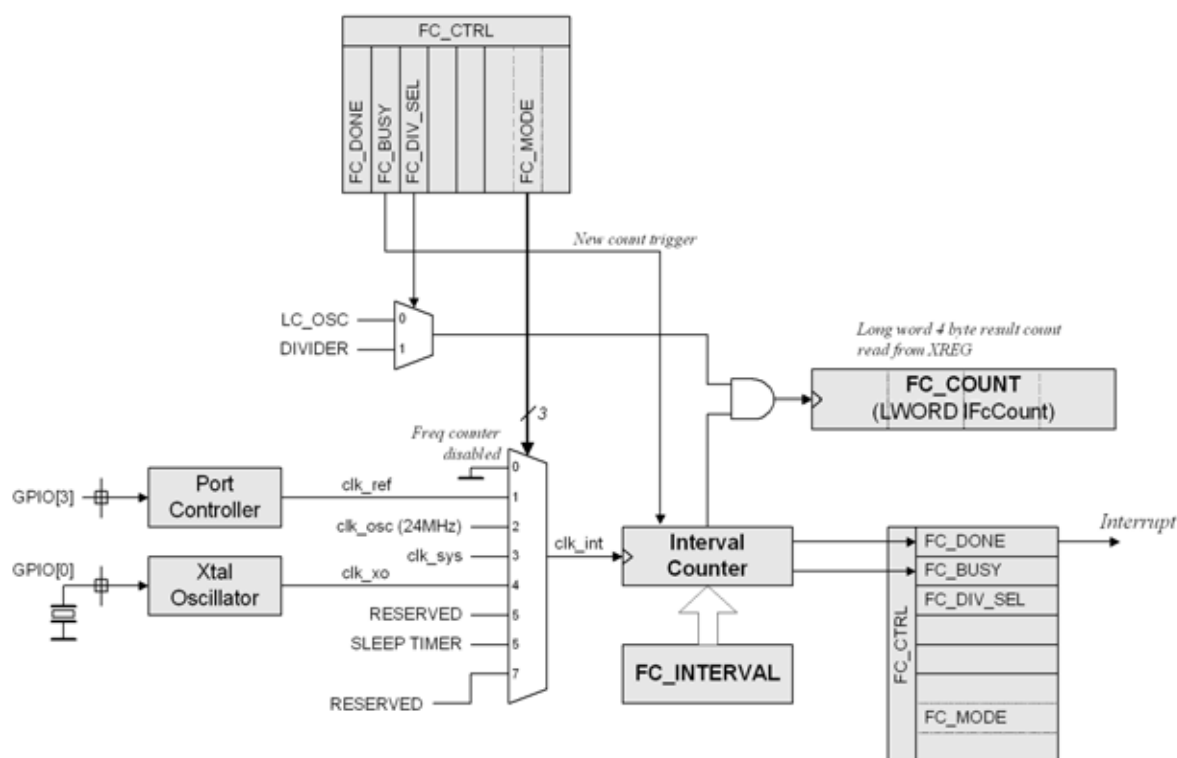 FC_CTRL
FC_DONE
FC_BUSY
FC_DIV_SEL
FC_MODE
New count trigger
LC_OSC
0
DIVIDER
1
Long word 4 byte result count
read from XREG
FC_COUNT
(LWORD lFcCount)
3
Freq counter
disabled
0
GPIO[3]
Port
Controller
clk_ref
1
clk_osc (24MHz)
2
clk_sys
3
GPIO[0]
Xtal
Oscillator
clk_xo
4
RESERVED
5
SLEEP TIMER
5
RESERVED
7
clk_int
Interval
Counter
FC_INTERVAL
FC_CTRL
FC_DONE
FC_BUSY
FC_DIV_SEL
FC_MODE
Interrupt